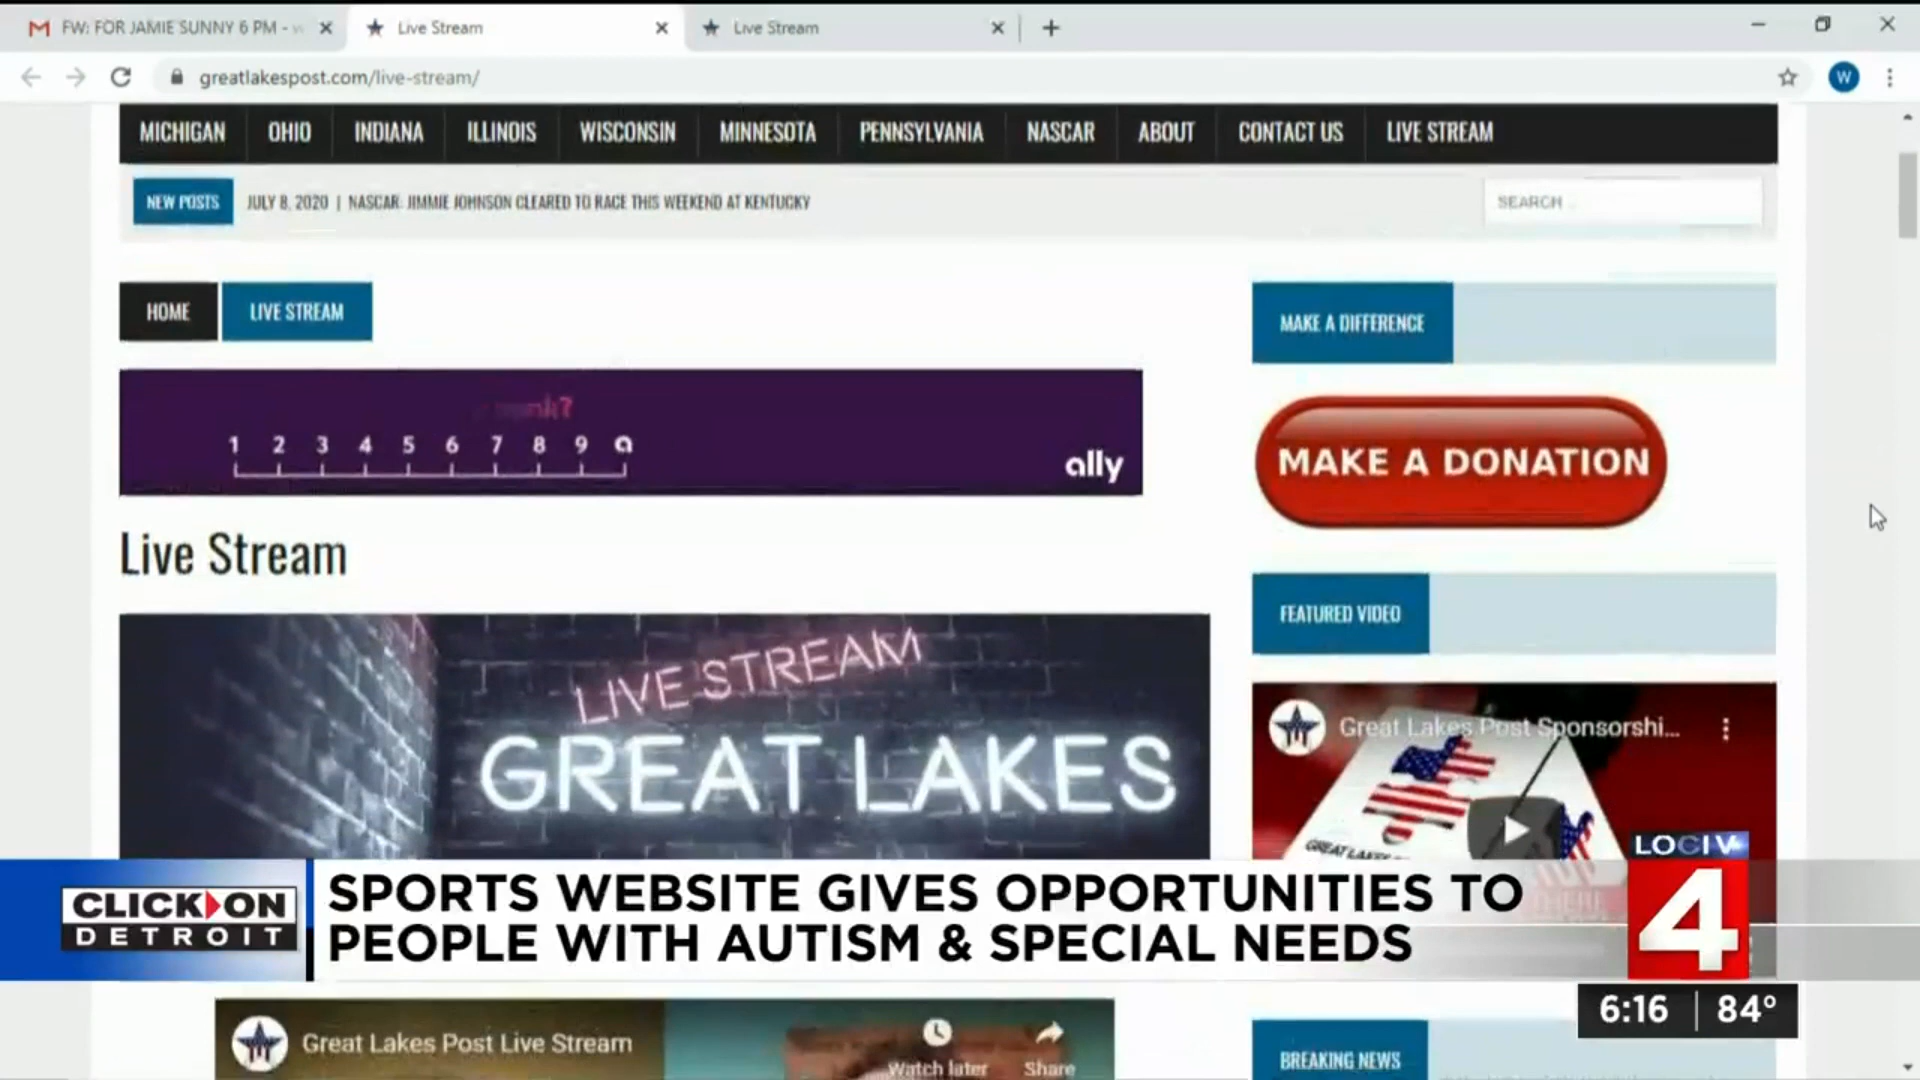 FW: FOR JAMIE SUNNY 6 PM -
Live Stream
Live Stream
greatlakespost.com/live-stream/
W
MICHIGAN
OHIO
INDIANA
ILLINOIS
WISCONSIN
MINNESOTA
PENNSYLVANIA
NASCAR
ABOUT
CONTACT US
LIVE STREAM
NEW POSTS
JULY 8, 2020 | NASCAR: JIMMIE JOHNSON CLEARED TO RACE THIS WEEKEND AT KENTUCKY
SEARCH
HOME
LIVE STREAM
MAKE A DIFFERENCE
1 2 3 4 5 6 7 8 9 a
ally
MAKE A DONATION
Live Stream
FEATURED VIDEO
LIVE STREAM
GREAT LAKES
Great Lakes Post Sponsorshi...
GREAT LAKES
CLICK ON
DETROIT
SPORTS WEBSITE GIVES OPPORTUNITIES TO
PEOPLE WITH AUTISM & SPECIAL NEEDS
4
6:16 | 84°
Great Lakes Post Live Stream
Watch later
Share
BREAKING NEWS